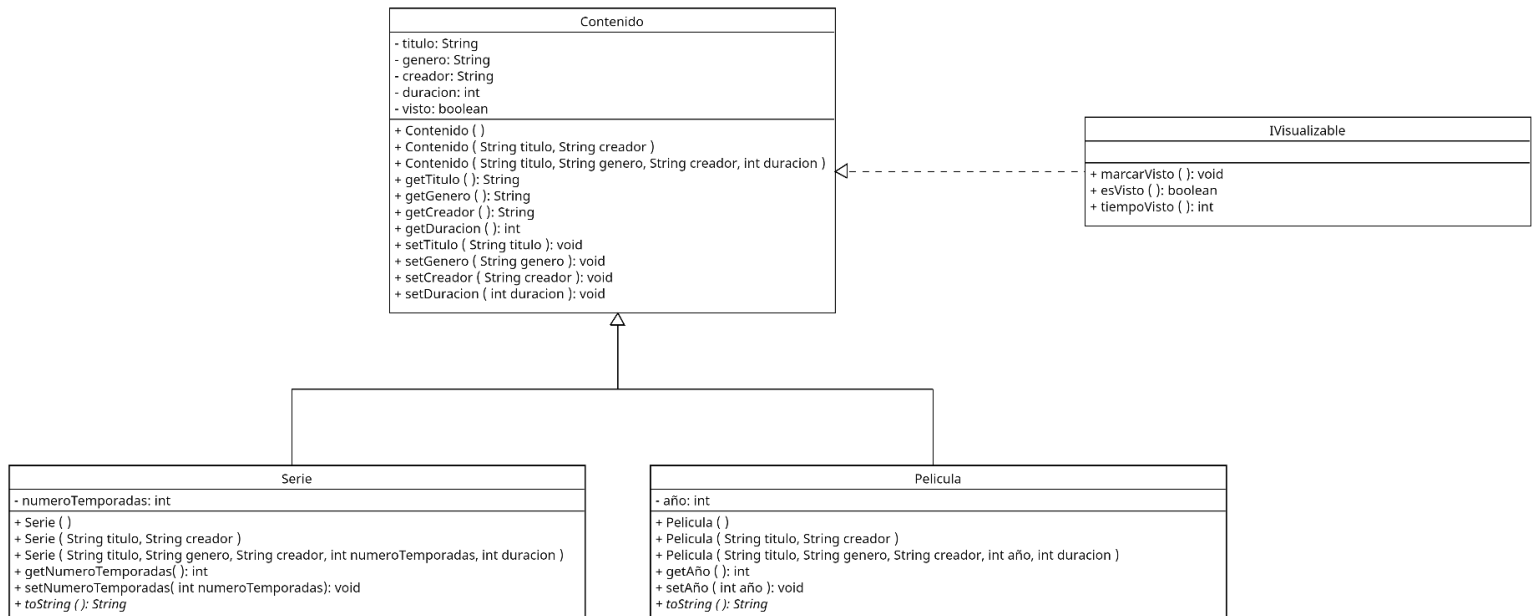 Contenido
- titulo: String
- genero: String
- creador: String
- duracion: int
- visto: boolean
+ Contenido ( )
+ Contenido ( String titulo, String creador )
+ Contenido ( String titulo, String genero, String creador, int duracion )
+ getTitulo ( ): String
+ getGenero ( ): String
+ getCreador ( ): String
+ getDuracion ( ): int
+ setTitulo ( String titulo ): void
+ setGenero ( String genero ): void
+ setCreador ( String creador ): void
+ setDuracion ( int duracion ): void
IVisualizable
+ marcarVisto ( ): void
+ esVisto ( ): boolean
+ tiempoVisto ( ): int
Serie
- numeroTemporadas: int
+ Serie ( )
+ Serie ( String titulo, String creador )
+ Serie ( String titulo, String genero, String creador, int numeroTemporadas, int duracion )
+ getNumeroTemporadas( ): int
+ setNumeroTemporadas( int numeroTemporadas): void
+ toString ( ): String
Pelicula
- año: int
+ Pelicula ( )
+ Pelicula ( String titulo, String creador )
+ Pelicula ( String titulo, String genero, String creador, int año, int duracion )
+ getAño ( ): int
+ setAño ( int año ): void
+ toString ( ): String